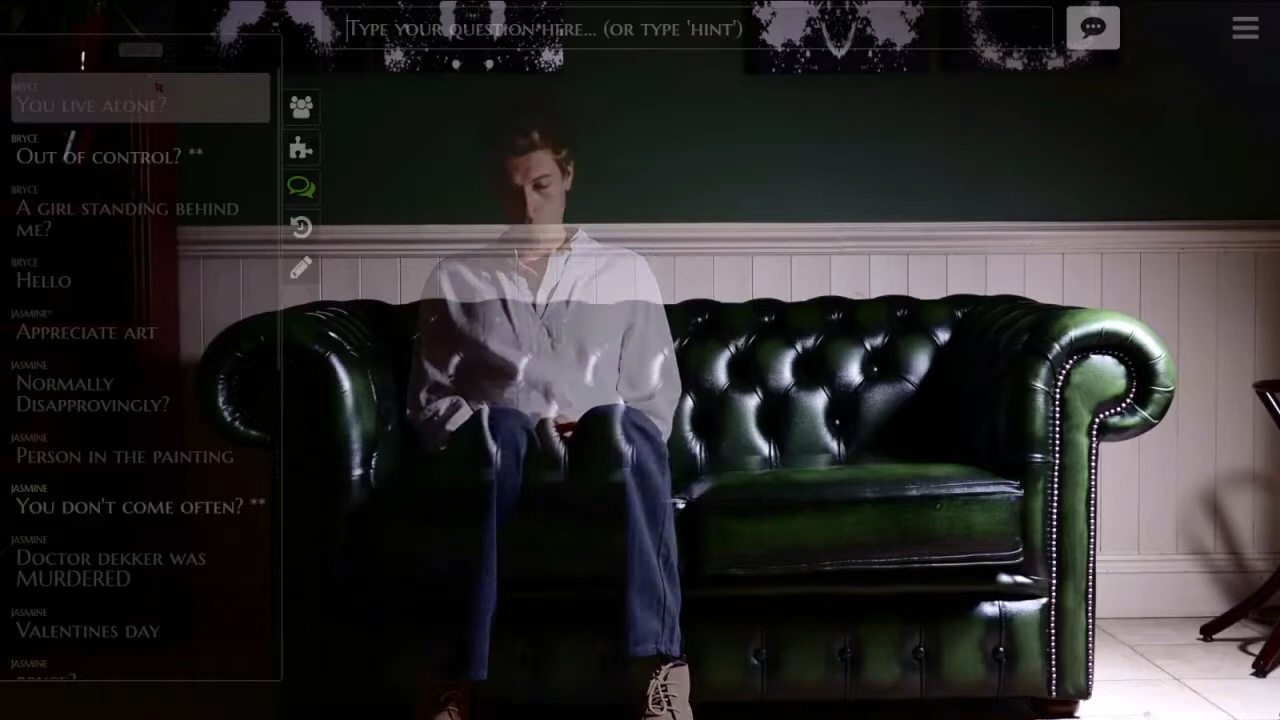 Type your question here... (or type 'hint')
Bryce
You live alone?
Bryce
Out of control? **
Bryce
A girl standing behind
me?
Bryce
Hello
Jasmine
Appreciate art
Jasmine
Normally
Disapprovingly?
Jasmine
Person in the painting
Jasmine
You don't come often? **
Jasmine
Doctor dekker was
MURDERED
Jasmine
Valentines day
Jasmine